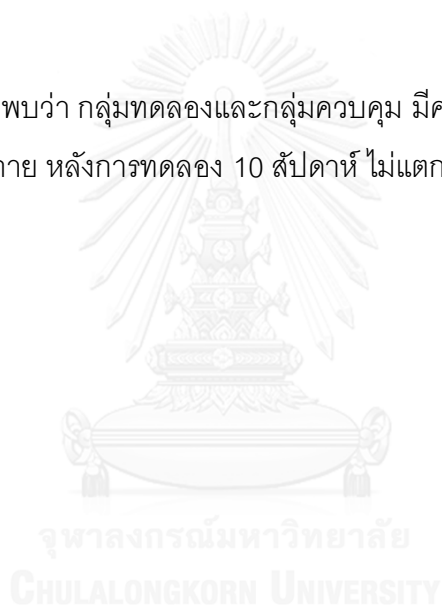 พบว่า กลุ่มทดลองและกลุ่มควบคุม มีค
กาย หลังการทดลอง 10 สัปดาห์ ไม่แตก
จุฬาลงกรณ์มหาวิทยาลัย
CHULALONGKORN UNIVERSITY